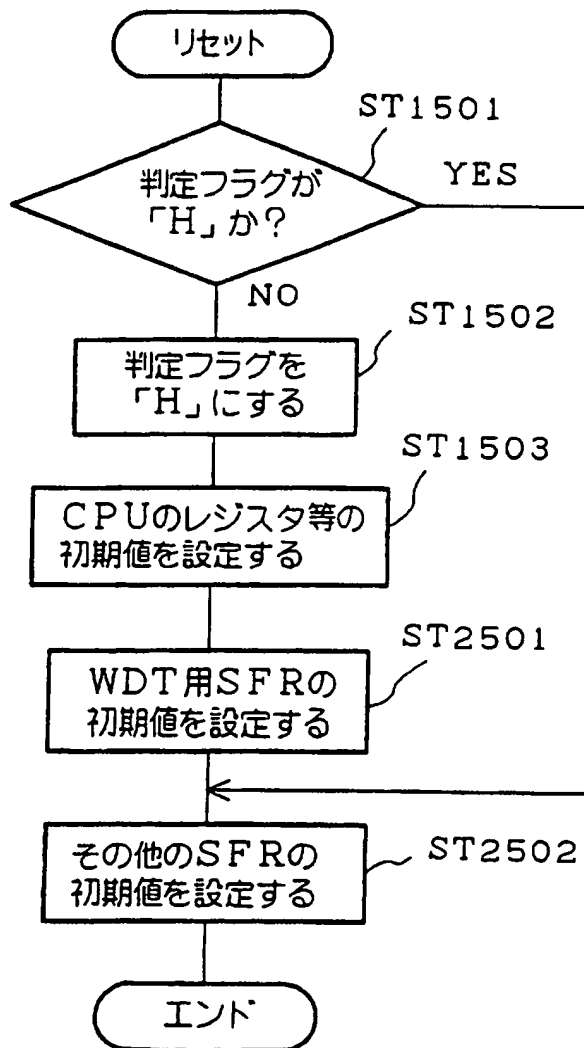 リセット
ST1501
判定フラグが
「H」か?
YES
NO
ST1502
判定フラグを
「H」にする
ST1503
CPUのレジスタ等の
初期値を設定する
ST2501
WDT用SFRの
初期値を設定する
その他のSFRの
初期値を設定する
ST2502
エンド